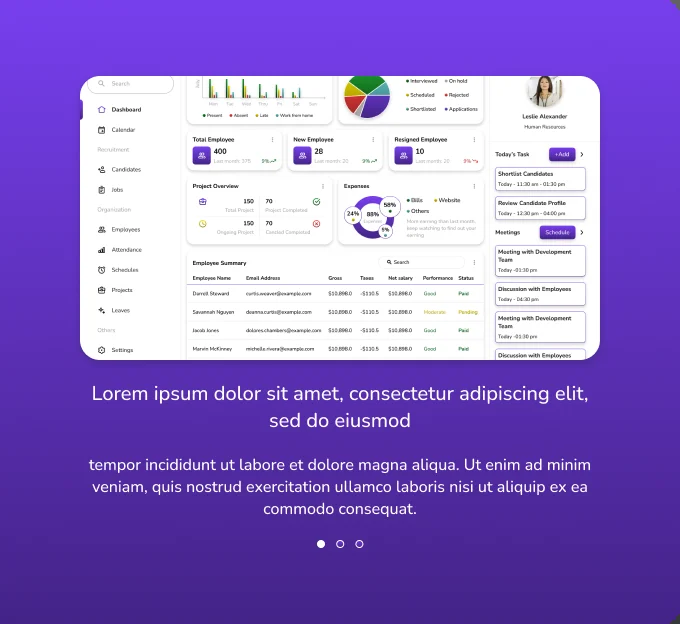 Search
Dashboard
Calendar
Recruitment
Candidates
Jobs
Organisation
Employees
Attendance
Schedules
Projects
Leaves
Others
Settings
Mon Tue Wed Thu Fri Sat Sun
Present Absent Late Work from home
Interviewed On hold
Scheduled Rejected
Shortlisted Applications
Total Employee
400
Last month: 375 9%
New Employee
28
Last month: 20 9%
Resigned Employee
10
Last month: 20 9%
Project Overview
150 70
Total Project Project Completed
150 70
Ongoing Project Canceled Completed
Expenses
24% 88% 58%
Expenses
5%
Bills Website
Others
More earning than last month.
keep watching to find out your
earning
Employee Summary Search
Employee Name Email Address Gross Taxes Net salary Performance Status
Darrell Steward curtis.weaver@example.com $10,898.0 -$110.5 $10,898.0 Good Paid
Savannah Nguyen deanna.curtis@example.com $10,898.0 -$110.5 $10,898.0 Moderate Pending
Jacob Jones dolores.chambers@example.com $10,898.0 -$110.5 $10,898.0 Good Paid
Marvin McKinney michelle.rivera@example.com $10,898.0 -$110.5 $10,898.0 Good Paid
Leslie Alexander
Human Resources
Today's Task +Add
Shortlist Candidates
Today - 11:30 am - 01:30 pm
Review Candidate Profile
Today - 12:30 pm - 04:00 pm
Meetings Schedule
Meeting with Development
Team
Today -01:30 pm
Discussion with Employees
Today - 04:30 pm
Meeting with Development
Team
Today -01:30 pm
Discussion with Employees
Lorem ipsum dolor sit amet, consectetur adipiscing elit,
sed do eiusmod
tempor incididunt ut labore et dolore magna aliqua. Ut enim ad minim
veniam, quis nostrud exercitation ullamco laboris nisi ut aliquip ex ea
commodo consequat.